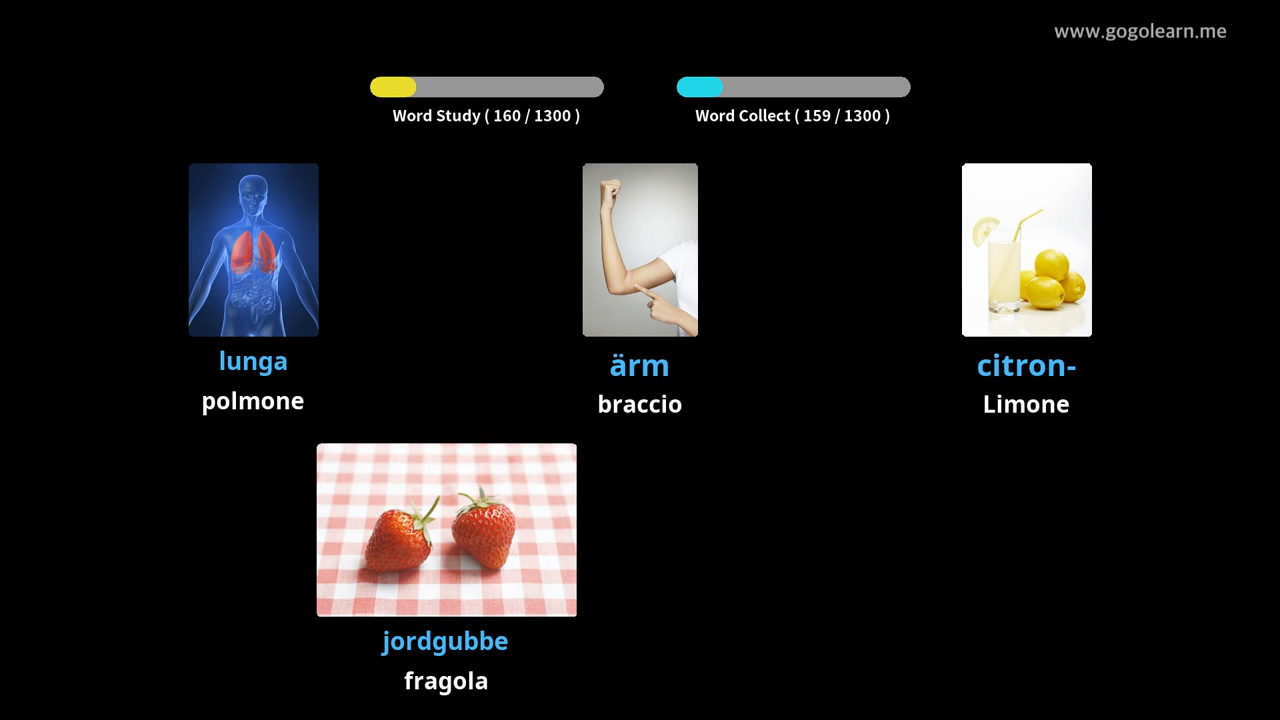 www.gogolearn.me
Word Study ( 160 / 1300 )
Word Collect ( 159 / 1300 )
lunga
polmone
ärm
braccio
citron-
Limone
jordgubbe
fragola